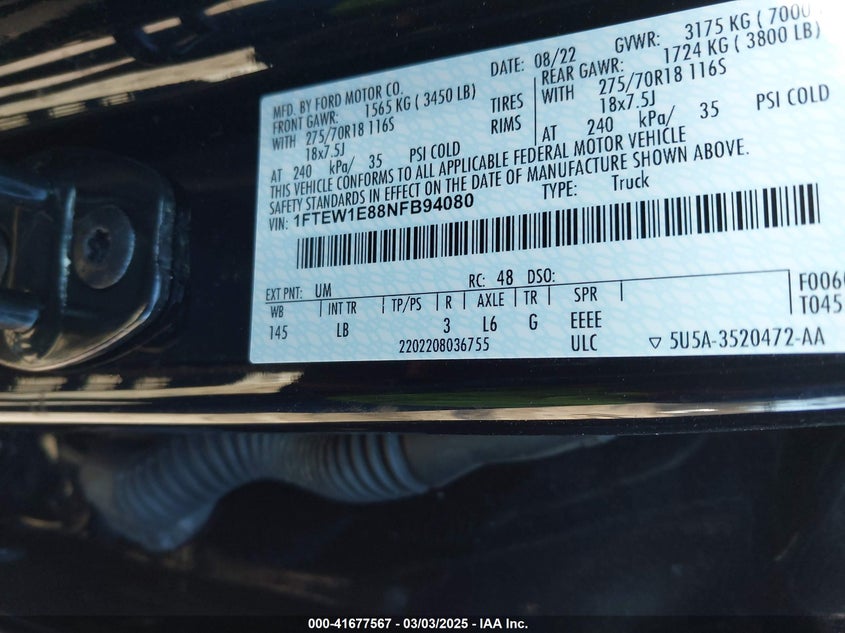 MFD. BY FORD MOTOR CO. DATE: 08/22 GVWR: 3175 KG ( 7000
FRONT GAWR: 1565 KG ( 3450 LB) REAR GAWR: 1724 KG ( 3800 LB)
WITH 275/70R18 116S TIRES WITH 275/70R18 116S
18x7.5J RIMS 18x7.5J
AT 240 kPa/ 35 PSI COLD AT 240 kPa/ 35 PSI COLD
THIS VEHICLE CONFORMS TO ALL APPLICABLE FEDERAL MOTOR VEHICLE
SAFETY STANDARDS IN EFFECT ON THE DATE OF MANUFACTURE SHOWN ABOVE.
VIN: 1FTEW1E88NFB94080 TYPE: Truck
EXT PNT: UM RC: 48 DSO:
WB INT TR TP/PS R AXLE TR SPR
145 LB 3 L6 G EEEE
2202208036755 ULC
F006
T045
5U5A-3520472-AA
000-41677567 - 03/03/2025 - IAA Inc.